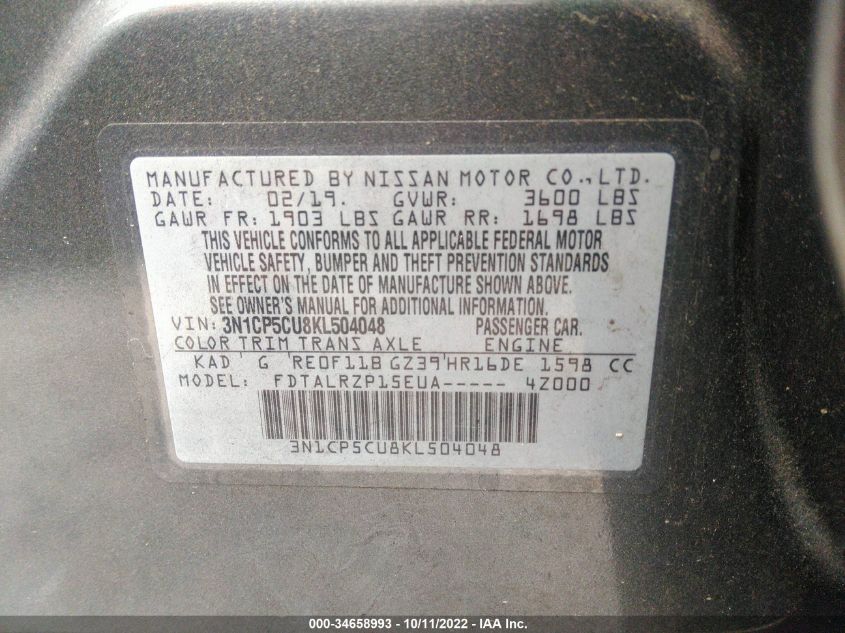 MANUFACTURED BY NISSAN MOTOR CO.,LTD.
DATE: 02/19. GVWR: 3600 LBS
GAWR FR: 1903 LBS GAWR RR: 1698 LBS
THIS VEHICLE CONFORMS TO ALL APPLICABLE FEDERAL MOTOR
VEHICLE SAFETY, BUMPER AND THEFT PREVENTION STANDARDS
IN EFFECT ON THE DATE OF MANUFACTURE SHOWN ABOVE.
SEE OWNER'S MANUAL FOR ADDITIONAL INFORMATION.
VIN: 3N1CP5CU8KL504048 PASSENGER CAR.
COLOR TRIM TRANS AXLE ENGINE
KAD G RE0F11B GZ39 HR16DE 1598 CC
MODEL: FDTALRZP15EUA----- 4Z000
3N1CP5CU8KL504048
000-34658993 - 10/11/2022 - IAA Inc.